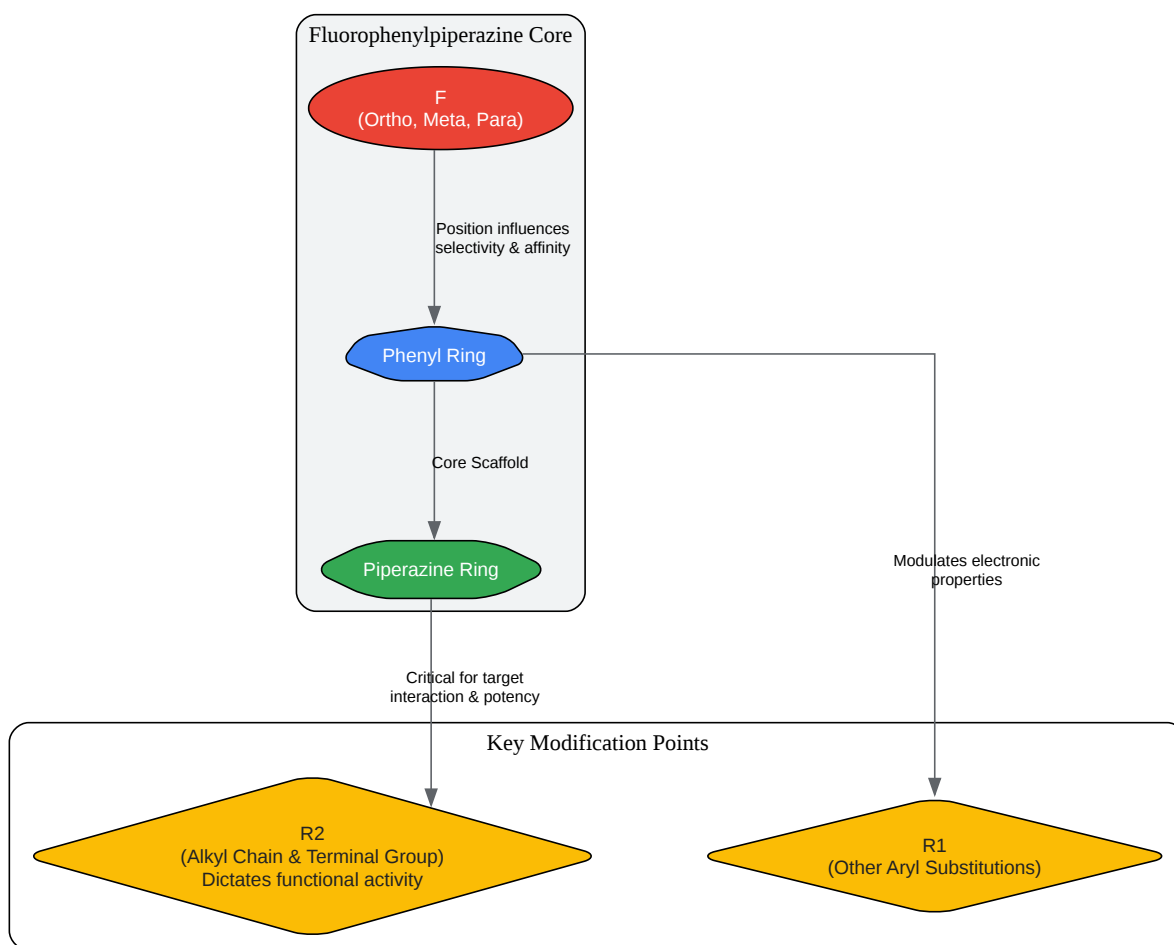 Fluorophenylpiperazine Core
F
(Ortho, Meta, Para)
Position influences
selectivity & affinity
Phenyl Ring
Core Scaffold
Piperazine Ring
Modulates electronic
properties
Critical for target
interaction & potency
Key Modification Points
R2
(Alkyl Chain & Terminal Group)
Dictates functional activity
R1
(Other Aryl Substitutions)